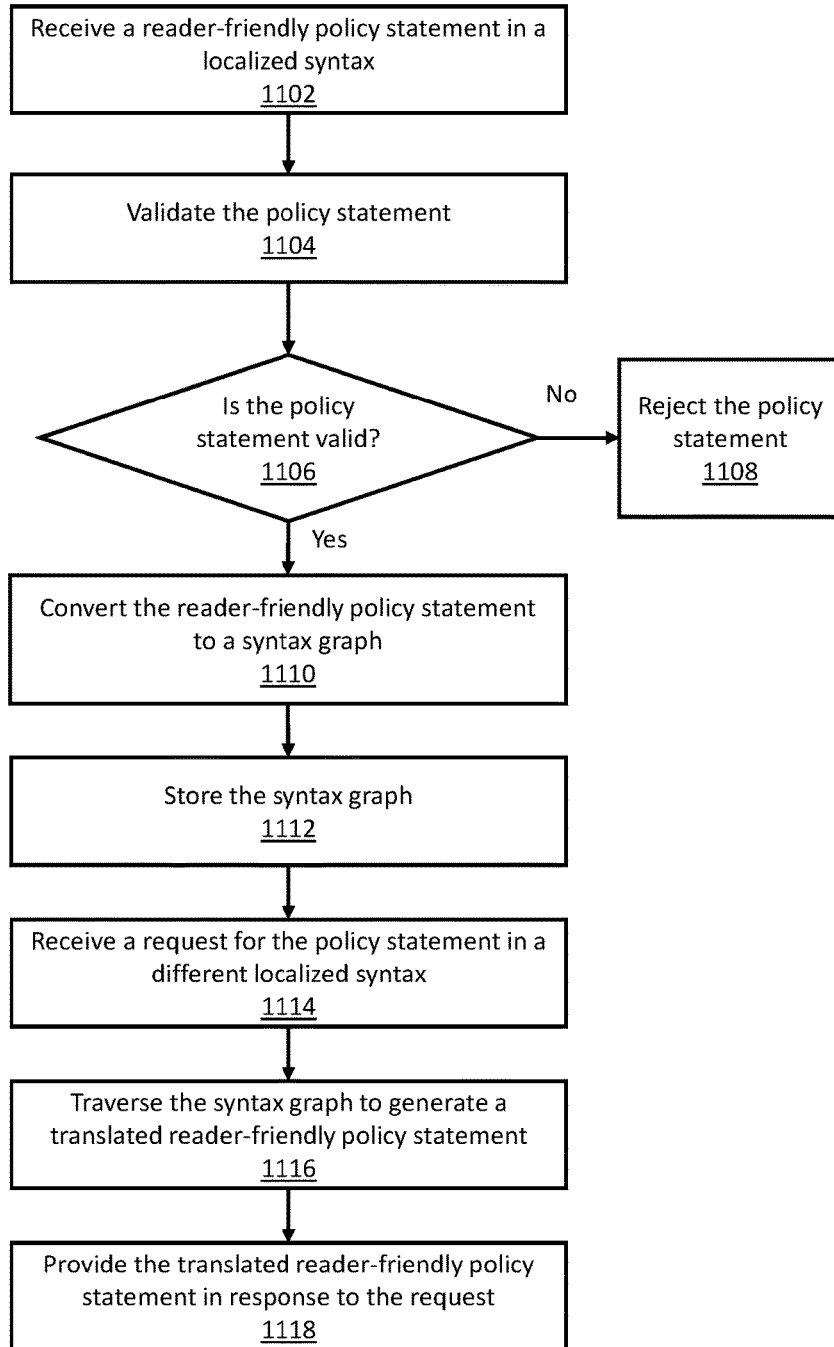 Receive a reader-friendly policy statement in a
localized syntax
1102
Validate the policy statement
1104
Is the policy
statement valid?
1106
No
Reject the policy
statement
1108
Yes
Convert the reader-friendly policy statement
to a syntax graph
1110
Store the syntax graph
1112
Receive a request for the policy statement in a
different localized syntax
1114
Traverse the syntax graph to generate a
translated reader-friendly policy statement
1116
Provide the translated reader-friendly policy
statement in response to the request
1118